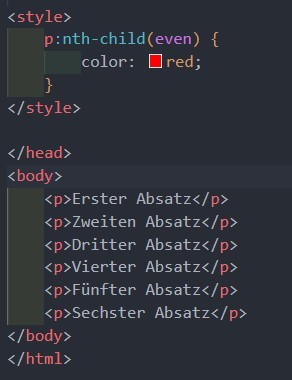 <style>
p:nth-child(even) {
color: red;
}
</style>
</head>
<body>
<p>Erster Absatz</p>
<p>Zweiten Absatz</p>
<p>Dritter Absatz</p>
<p>Vierter Absatz</p>
<p>Fünfter Absatz</p>
<p>Sechster Absatz</p>
</body>
</html>